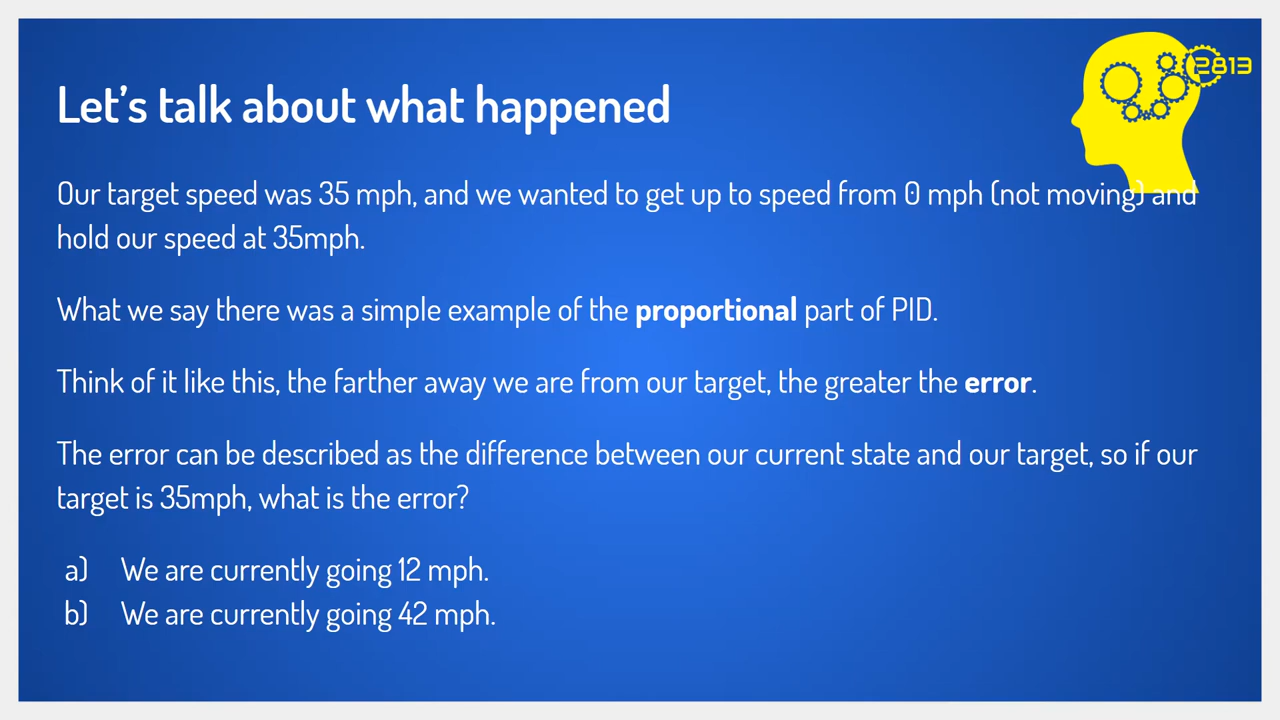 2813
Let's talk about what happened
Our target speed was 35 mph, and we wanted to get up to speed from 0 mph (not moving) and
hold our speed at 35mph.
What we say there was a simple example of the proportional part of PID.
Think of it like this, the farther away we are from our target, the greater the error.
The error can be described as the difference between our current state and our target, so if our
target is 35mph, what is the error?
a) We are currently going 12 mph.
b) We are currently going 42 mph.